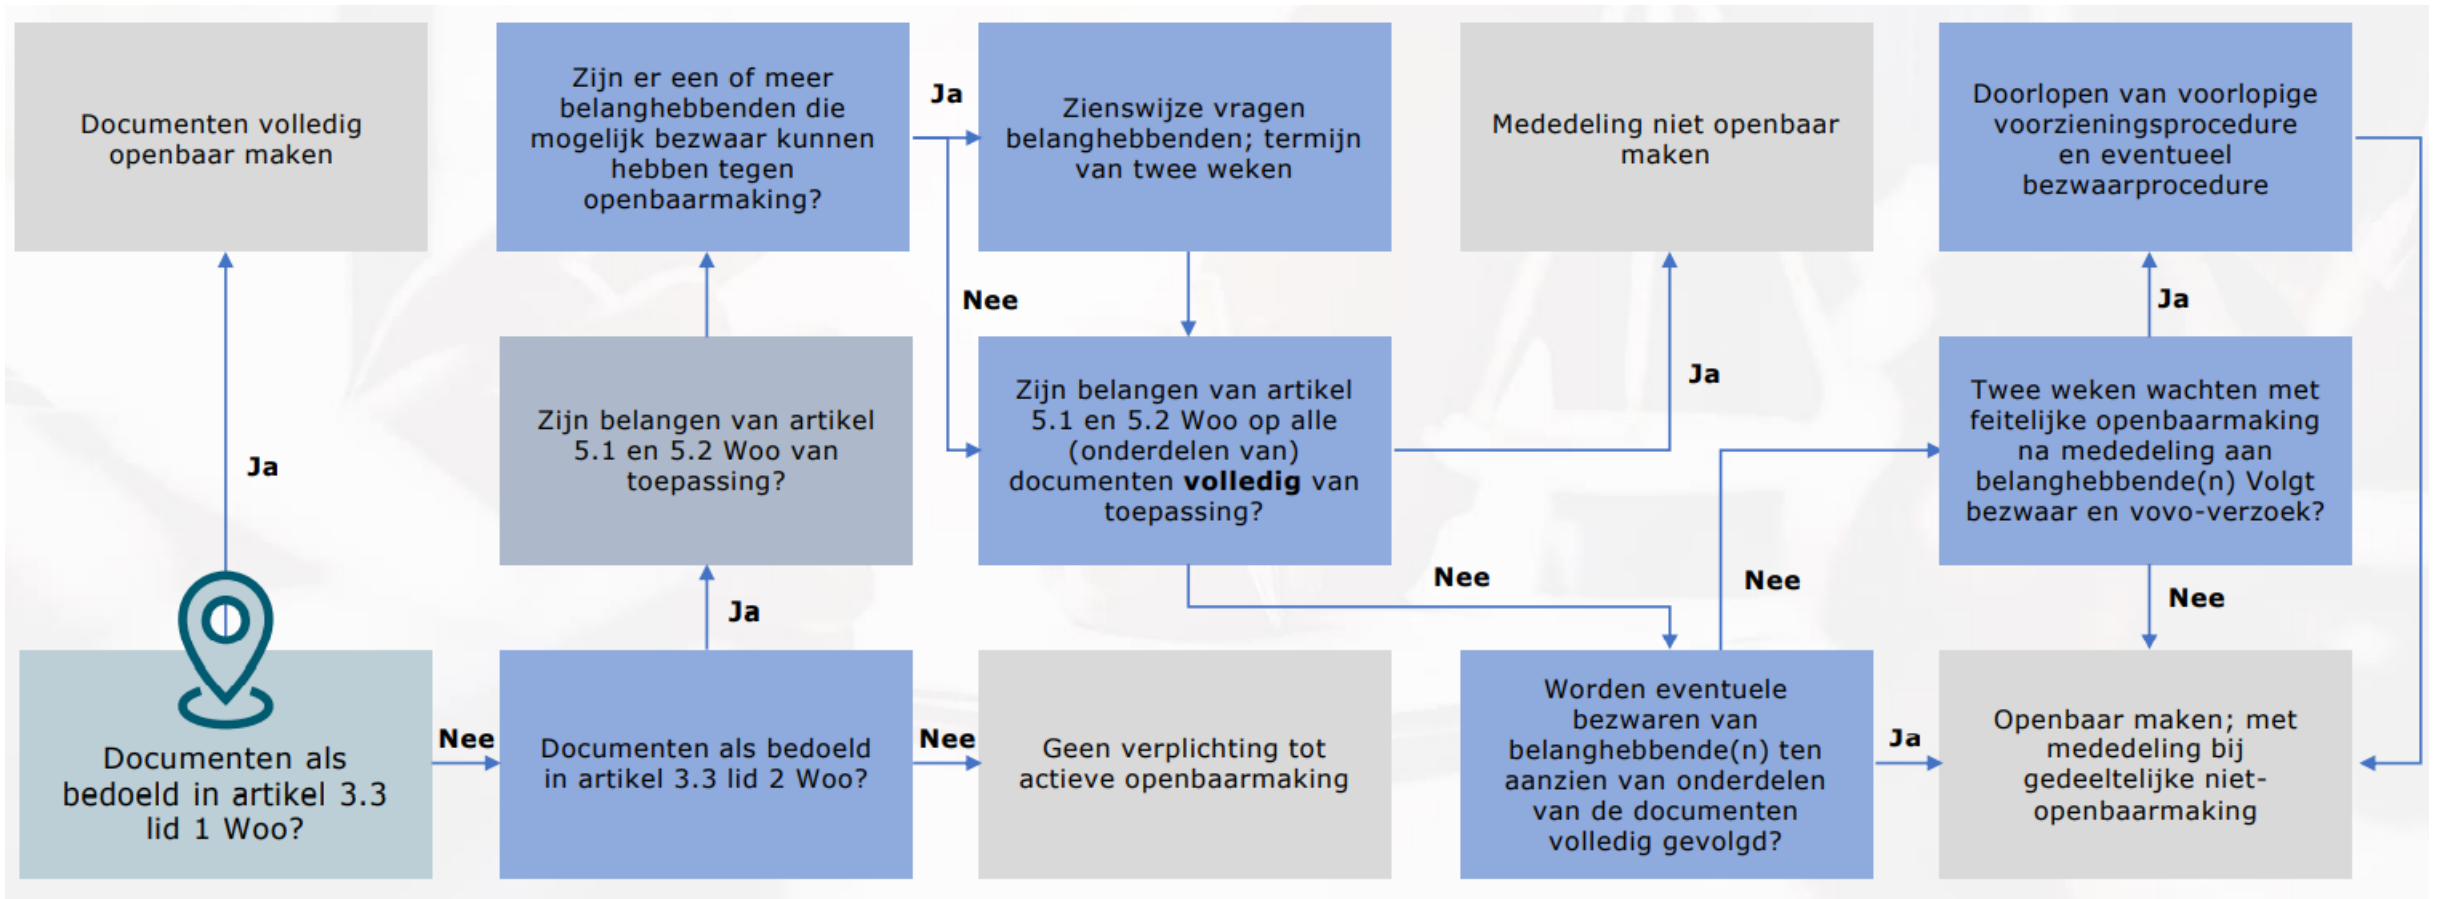 Documenten volledig
openbaar maken
Ja
Documenten als
bedoeld in artikel 3.3
lid 1 Woo?
Nee
Documenten als bedoeld
in artikel 3.3 lid 2 Woo?
Nee
Geen verplichting tot
actieve openbaarmaking
Ja
Zijn belangen van artikel
5.1 en 5.2 Woo van
toepassing?
Zijn er een of meer
belanghebbenden die
mogelijk bezwaar kunnen
hebben tegen
openbaarmaking?
Ja
Zienswijze vragen
belanghebbenden; termijn
van twee weken
Nee
Zijn belangen van artikel
5.1 en 5.2 Woo op alle
(onderdelen van)
documenten volledig van
toepassing?
Ja
Mededeling niet openbaar
maken
Nee
Worden eventuele
bezwaren van
belanghebbende(n) ten
aanzien van onderdelen
van de documenten
volledig gevolgd?
Nee
Twee weken wachten met
feitelijke openbaarmaking
na mededeling aan
belanghebbende(n) Volgt
bezwaar en vovo-verzoek?
Ja
Doorlopen van voorlopige
voorzieningsprocedure
en eventueel
bezwaarprocedure
Nee
Ja
Openbaar maken; met
mededeling bij
gedeeltelijke niet-
openbaarmaking